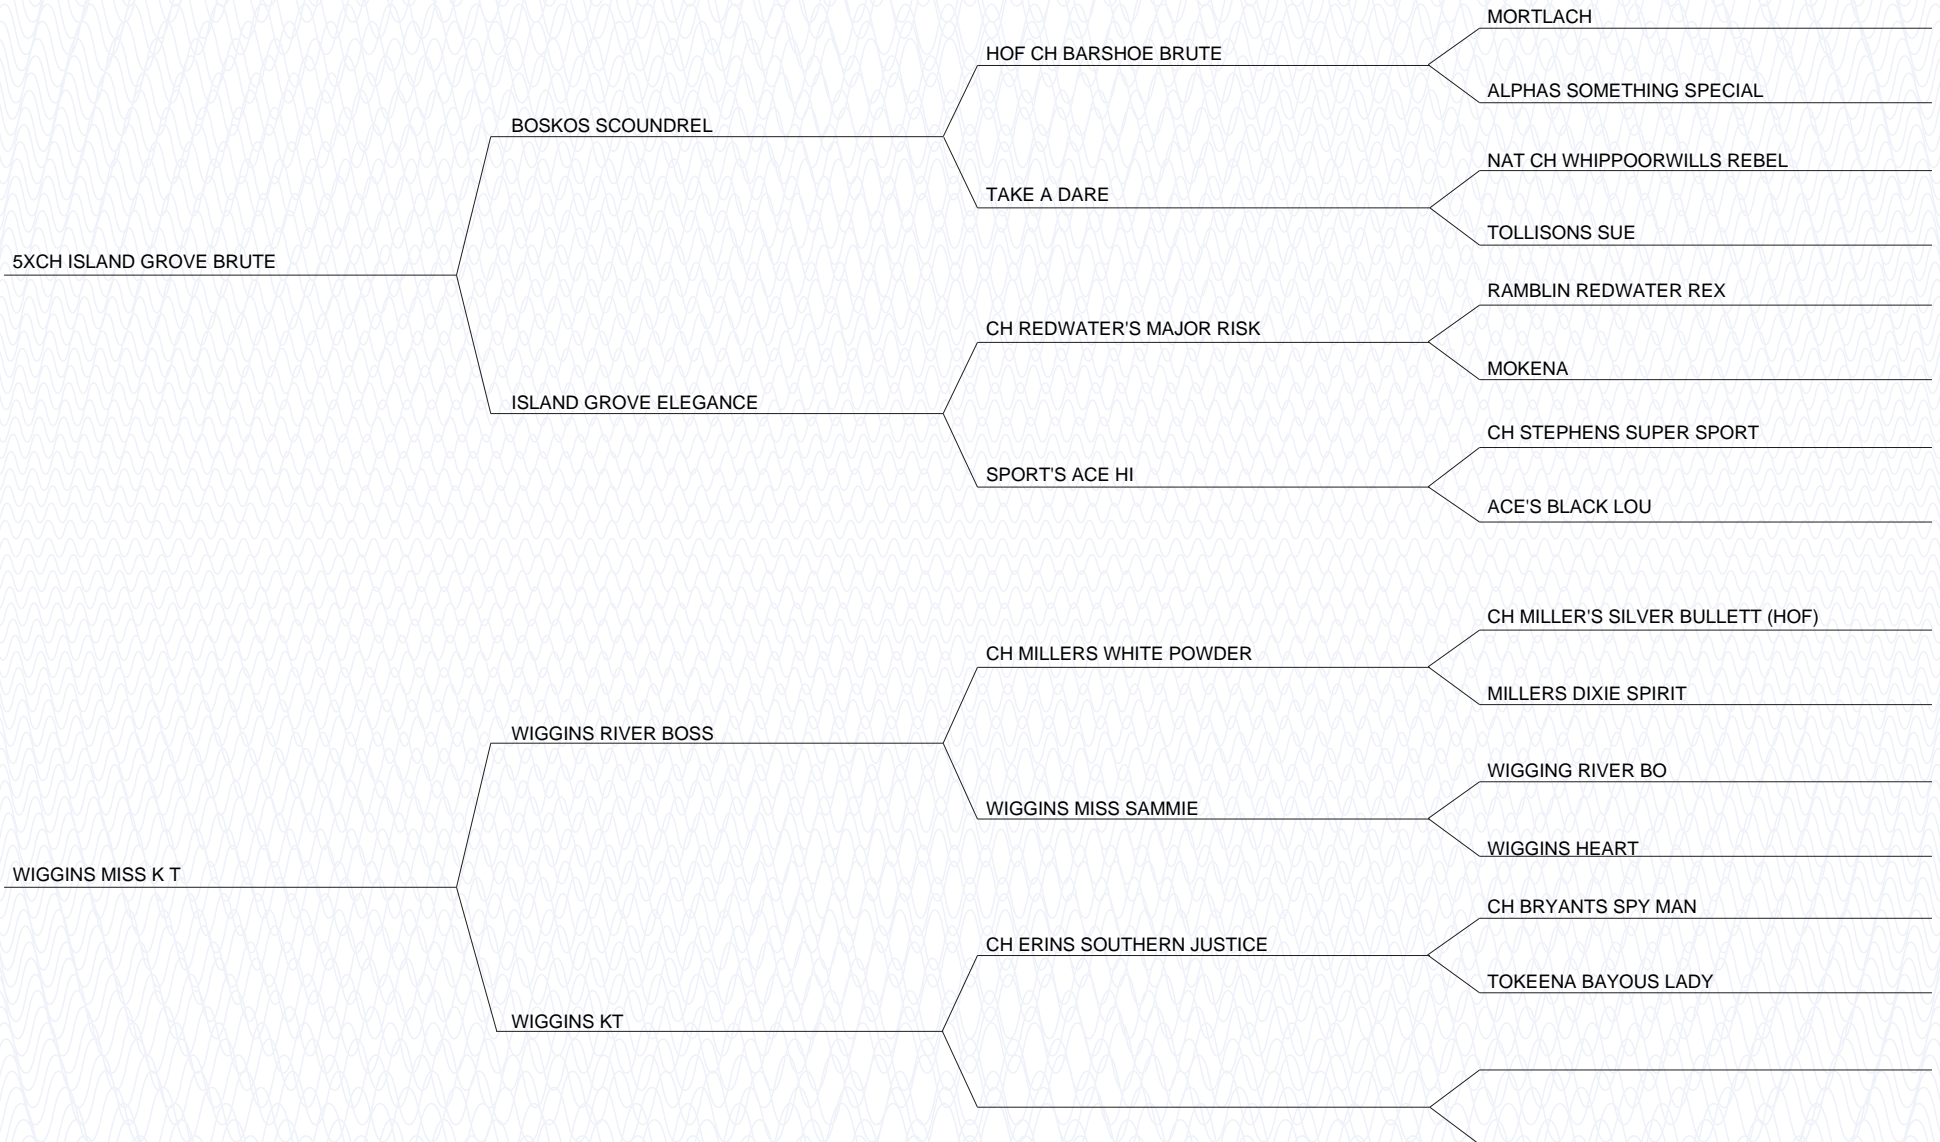 MORTLACH
HOF CH BARSHOE BRUTE
ALPHAS SOMETHING SPECIAL
BOSKOS SCOUNDREL
NAT CH WHIPPOORWILLS REBEL
TAKE A DARE
TOLLISONS SUE
5XCH ISLAND GROVE BRUTE
RAMBLIN REDWATER REX
CH REDWATER'S MAJOR RISK
MOKENA
ISLAND GROVE ELEGANCE
CH STEPHENS SUPER SPORT
SPORT'S ACE HI
ACE'S BLACK LOU
CH MILLER'S SILVER BULLETT (HOF)
CH MILLERS WHITE POWDER
MILLERS DIXIE SPIRIT
WIGGINS RIVER BOSS
WIGGING RIVER BO
WIGGINS MISS SAMMIE
WIGGINS HEART
WIGGINS MISS K T
CH BRYANTS SPY MAN
CH ERINS SOUTHERN JUSTICE
TOKEENA BAYOUS LADY
WIGGINS KT